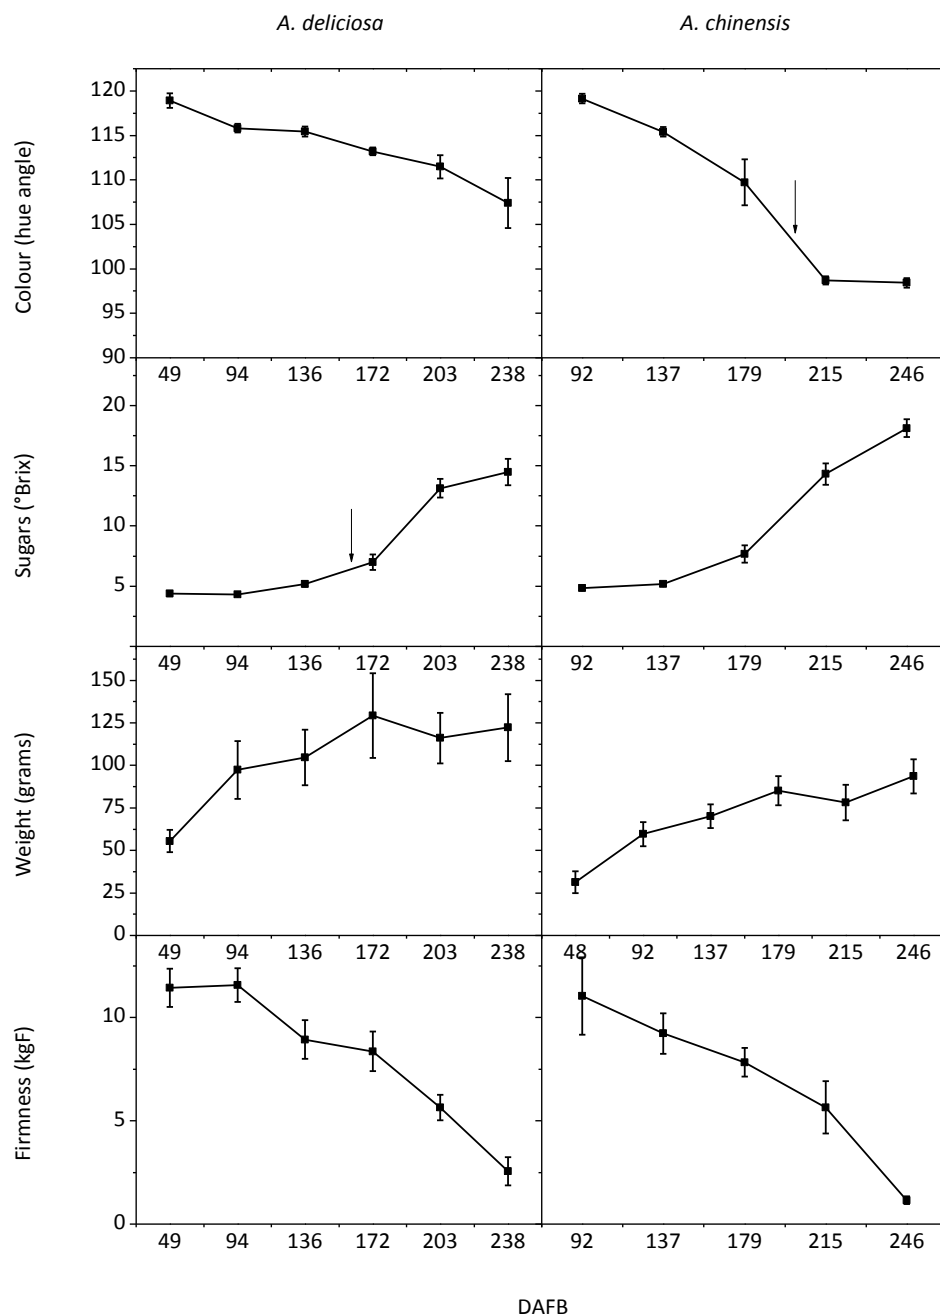 A. deliciosa A. chinensis
120
115
110
105
100
95
90
Colour (hue angle)
49 94 136 172 203 238 92 137 179 215 246
20
15
10
5
Sugars (°Brix)
49 94 136 172 203 238 92 137 179 215 246
150
125
100
75
50
25
0
Weight (grams)
49 94 136 172 203 238 48 92 137 179 215 246
10
5
0
Firmness (kgF)
49 94 136 172 203 238 92 137 179 215 246
DAFB